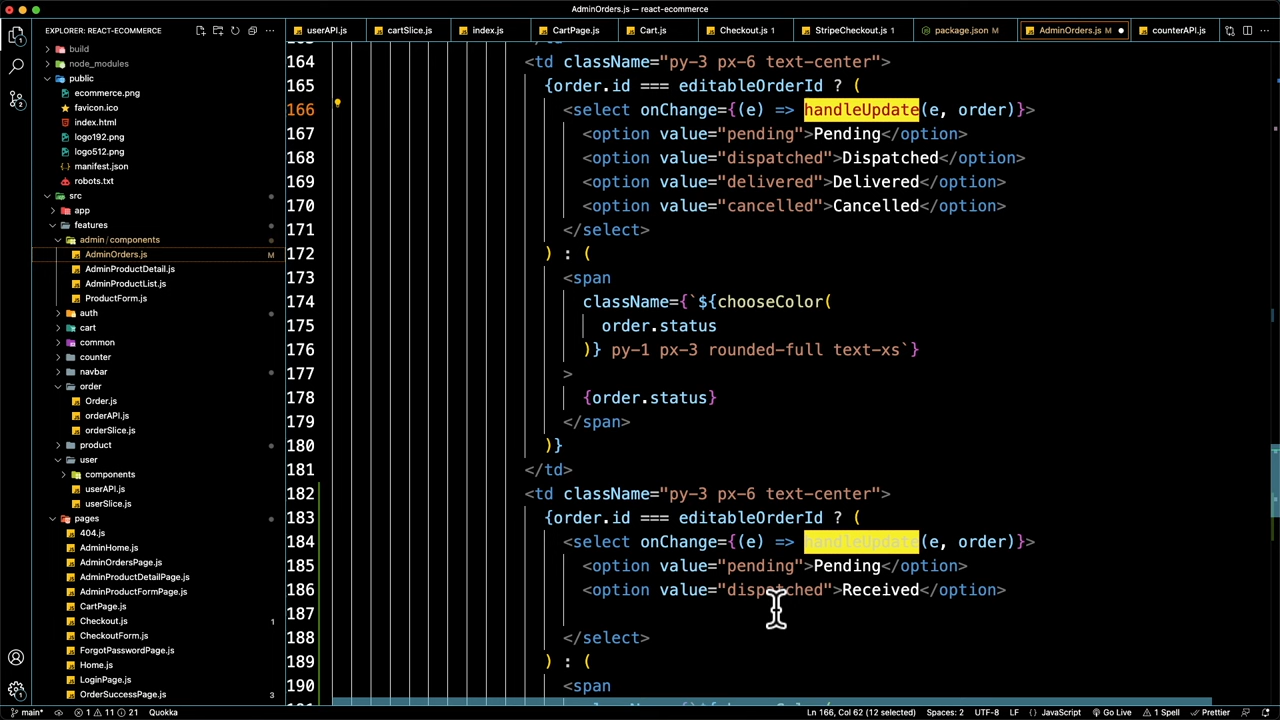 AdminOrders.js — react-ecommerce
EXPLORER: REACT-ECOMMERCE
userAPI.js
cartSlice.js
index.js
CartPage.js
Cart.js
Checkout.js 1
StripeCheckout.js 1
package.json M
AdminOrders.js M
counterAPI.js
build
node_modules
public
ecommerce.png
favicon.ico
index.html
logo192.png
logo512.png
manifest.json
robots.txt
src
app
features
admin/components
AdminOrders.js M
AdminProductDetail.js
AdminProductList.js
ProductForm.js
auth
cart
common
counter
navbar
order
Order.js
orderAPI.js
orderSlice.js
product
user
components
userAPI.js
userSlice.js
pages
404.js
AdminHome.js
AdminOrdersPage.js
AdminProductDetailPage.js
AdminProductFormPage.js
CartPage.js
Checkout.js 1
CheckoutForm.js
ForgotPasswordPage.js
Home.js
LoginPage.js
OrderSuccessPage.js 3
164 <td className="py-3 px-6 text-center">
165 {order.id === editableOrderId ? (
166 <select onChange={(e) => handleUpdate(e, order)}>
167 <option value="pending">Pending</option>
168 <option value="dispatched">Dispatched</option>
169 <option value="delivered">Delivered</option>
170 <option value="cancelled">Cancelled</option>
171 </select>
172 ) : (
173 <span
174 className={`${chooseColor(
175 order.status
176 )} py-1 px-3 rounded-full text-xs`}
177 >
178 {order.status}
179 </span>
180 )}
181 </td>
182 <td className="py-3 px-6 text-center">
183 {order.id === editableOrderId ? (
184 <select onChange={(e) => handleUpdate(e, order)}>
185 <option value="pending">Pending</option>
186 <option value="dispatched">Received</option>
187
188 </select>
189 ) : (
190 <span
main* 1 11 21 Quokka
Ln 166, Col 62 (12 selected) Spaces: 2 UTF-8 LF {} JavaScript Go Live 1 Spell Prettier